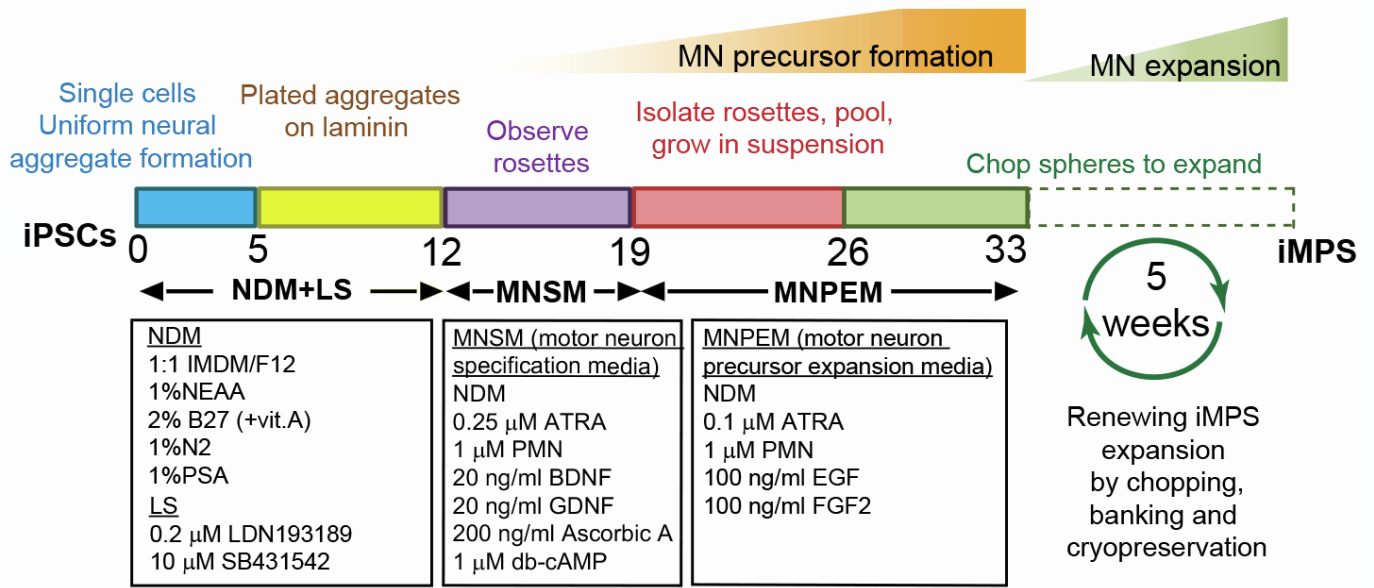 MN precursor formation
MN expansion
Single cells
Uniform neural
aggregate formation
Plated aggregates
on laminin
Observe
rosettes
Isolate rosettes, pool,
grow in suspension
Chop spheres to expand
iPSCs
0
5
12
19
26
33
iMPS
NDM+LS
MNSM
MNPEM
5
weeks
NDM
1:1 IMDM/F12
1%NEAA
2% B27 (+vit.A)
1%N2
1%PSA
LS
0.2 μM LDN193189
10 μM SB431542
MNSM (motor neuron
specification media)
NDM
0.25 μM ATRA
1 μM PMN
20 ng/ml BDNF
20 ng/ml GDNF
200 ng/ml Ascorbic A
1 μM db-cAMP
MNPEM (motor neuron
precursor expansion media)
NDM
0.1 μM ATRA
1 μM PMN
100 ng/ml EGF
100 ng/ml FGF2
Renewing iMPS
expansion
by chopping,
banking and
cryopreservation